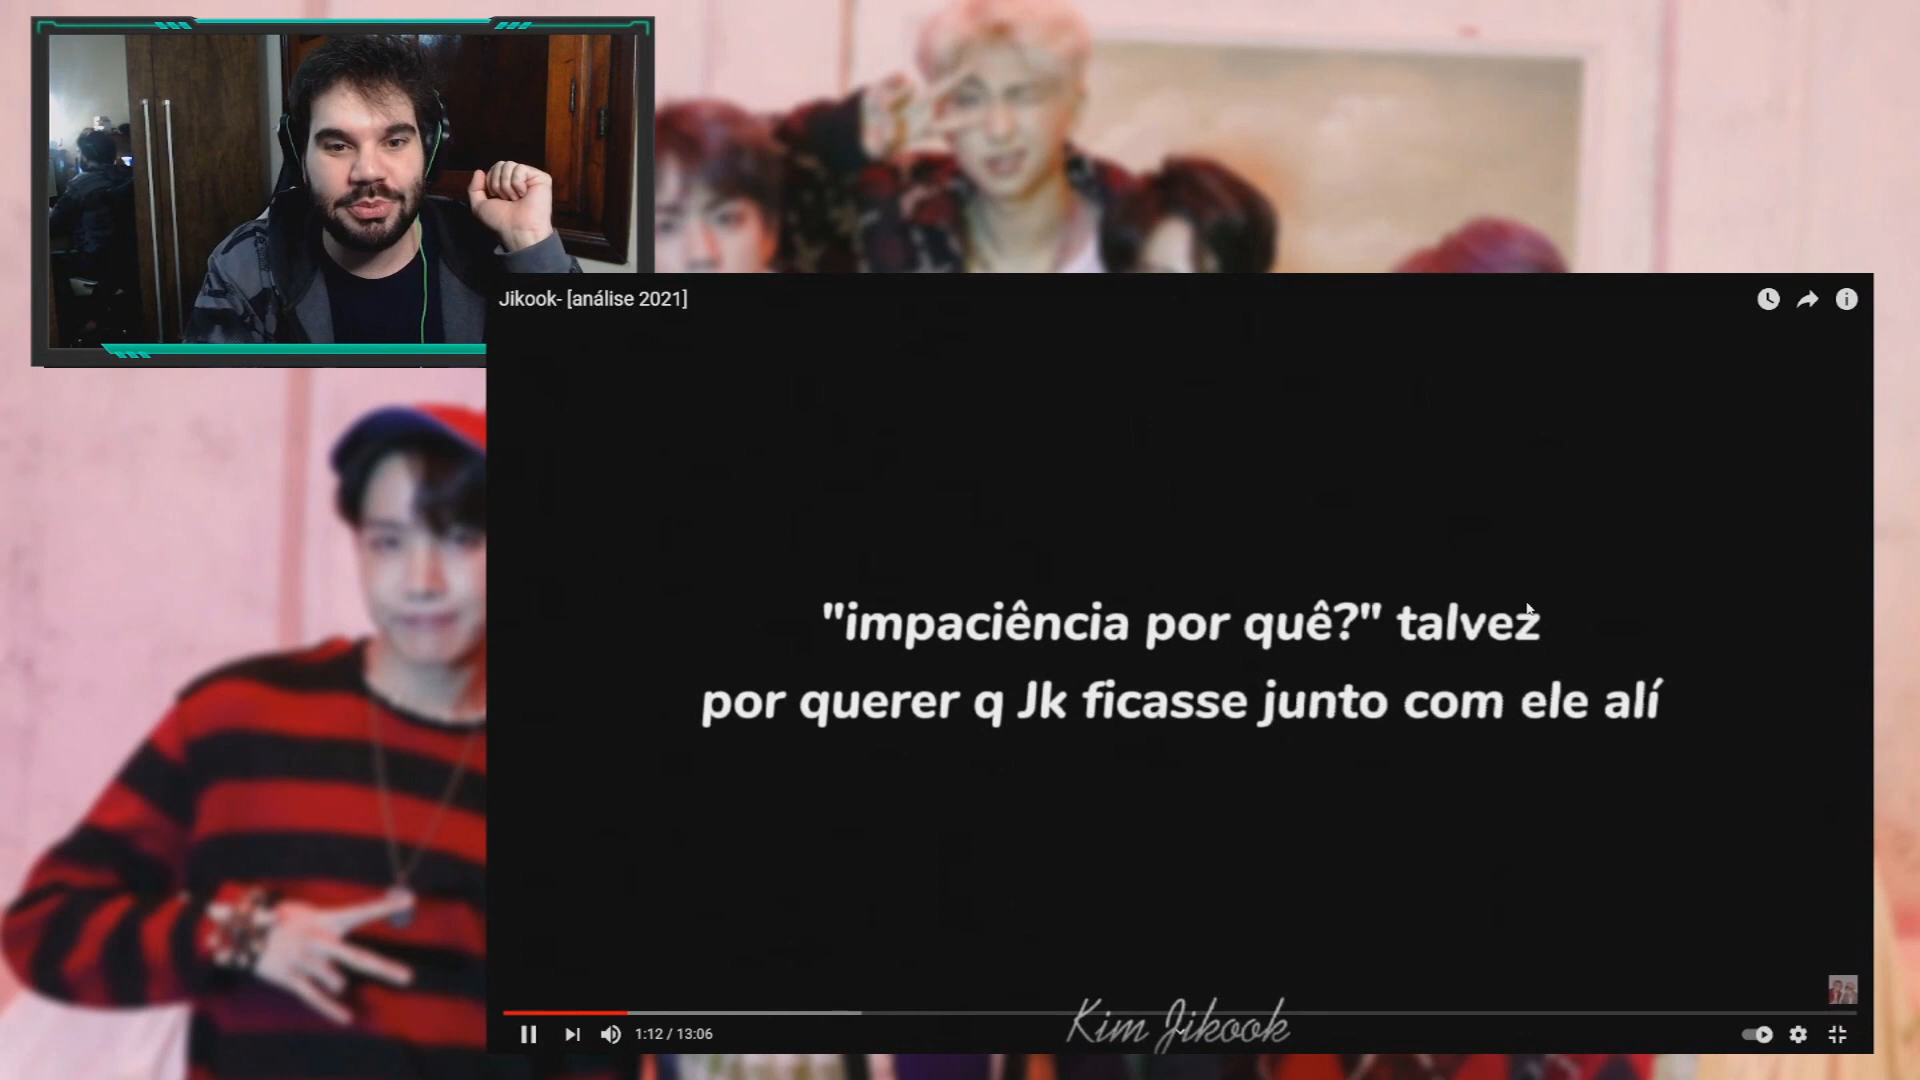 Jikook- [análise 2021]
"impaciência por quê?" talvez
por querer q Jk ficasse junto com ele alí
Kim Jikook
1:12 / 13:06